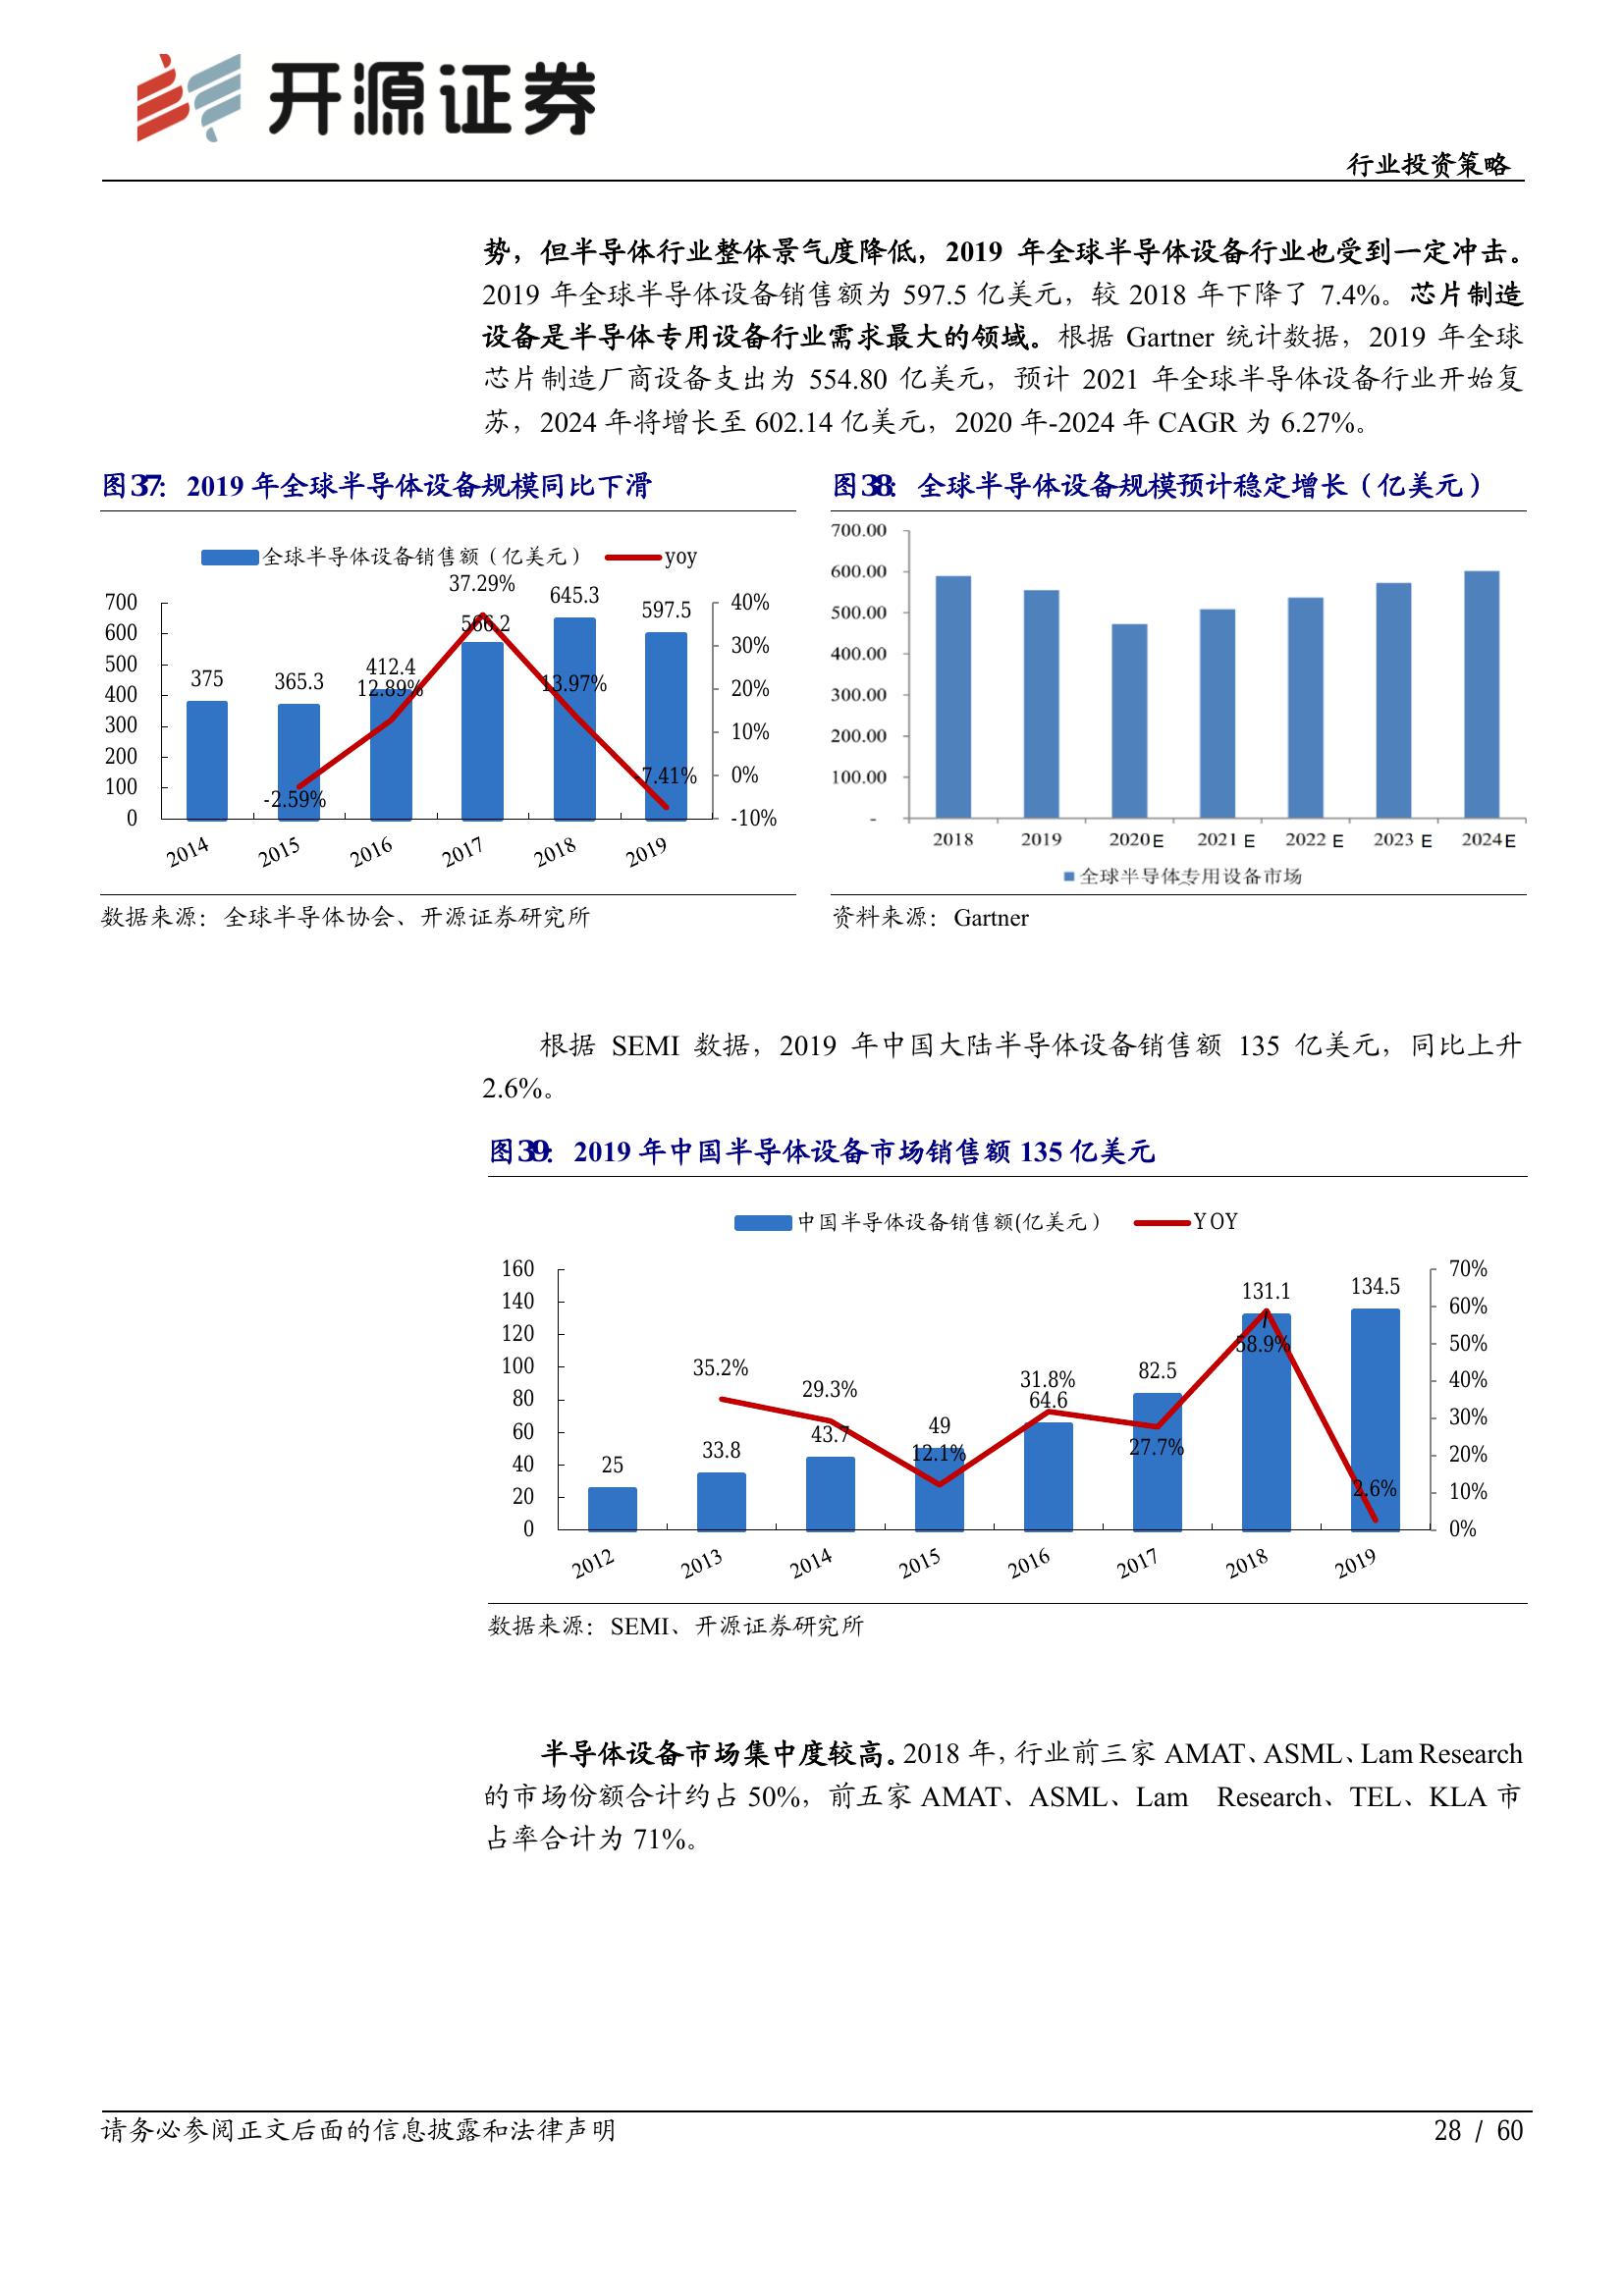 开源证券
行业投资策略
势，但半导体行业整体景气度降低，2019 年全球半导体设备行业也受到一定冲击。
2019 年全球半导体设备销售额为 597.5 亿美元，较 2018 年下降了 7.4%。芯片制造
设备是半导体专用设备行业需求最大的领域。根据 Gartner 统计数据，2019 年全球
芯片制造厂商设备支出为 554.80 亿美元，预计 2021 年全球半导体设备行业开始复
苏，2024 年将增长至 602.14 亿美元，2020 年-2024 年 CAGR 为 6.27%。
图37：2019 年全球半导体设备规模同比下滑
全球半导体设备销售额（亿美元） yoy
37.29%
700 600 500 400 300 200 100 0
375 365.3 412.4 566.2 645.3 597.5
-2.59% 12.89% 13.97% -7.41%
40% 30% 20% 10% 0% -10%
2014 2015 2016 2017 2018 2019
数据来源：全球半导体协会、开源证券研究所
图38：全球半导体设备规模预计稳定增长（亿美元）
700.00
600.00
500.00
400.00
300.00
200.00
100.00
-
2018 2019 2020E 2021 E 2022 E 2023 E 2024E
全球半导体专用设备市场
资料来源：Gartner
根据 SEMI 数据，2019 年中国大陆半导体设备销售额 135 亿美元，同比上升
2.6%。
图39：2019 年中国半导体设备市场销售额 135 亿美元
中国半导体设备销售额(亿美元） YOY
160 140 120 100 80 60 40 20 0
25 33.8 43.7 49 64.6 82.5 131.1 134.5
35.2% 29.3% 12.1% 31.8% 27.7% 58.9% 2.6%
70% 60% 50% 40% 30% 20% 10% 0%
2012 2013 2014 2015 2016 2017 2018 2019
数据来源：SEMI、开源证券研究所
半导体设备市场集中度较高。2018 年，行业前三家 AMAT、ASML、Lam Research
的市场份额合计约占 50%，前五家 AMAT、ASML、Lam Research、TEL、KLA 市
占率合计为 71%。
请务必参阅正文后面的信息披露和法律声明
28 / 60